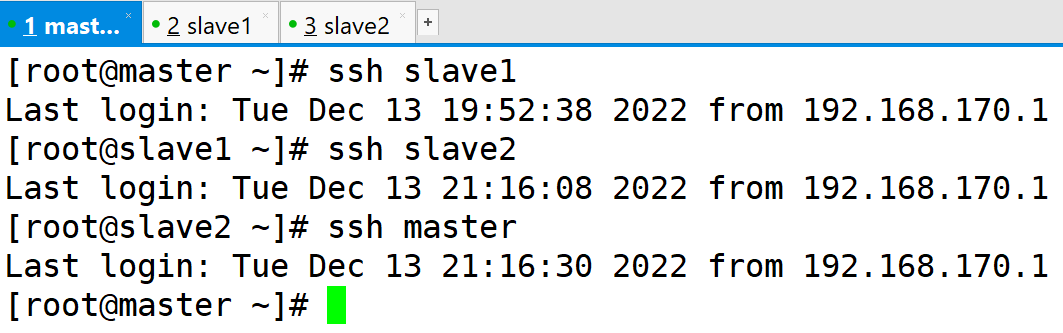 1 mast... × 2 slave1 × 3 slave2 × +
[root@master ~]# ssh slave1
Last login: Tue Dec 13 19:52:38 2022 from 192.168.170.1
[root@slave1 ~]# ssh slave2
Last login: Tue Dec 13 21:16:08 2022 from 192.168.170.1
[root@slave2 ~]# ssh master
Last login: Tue Dec 13 21:16:30 2022 from 192.168.170.1
[root@master ~]#